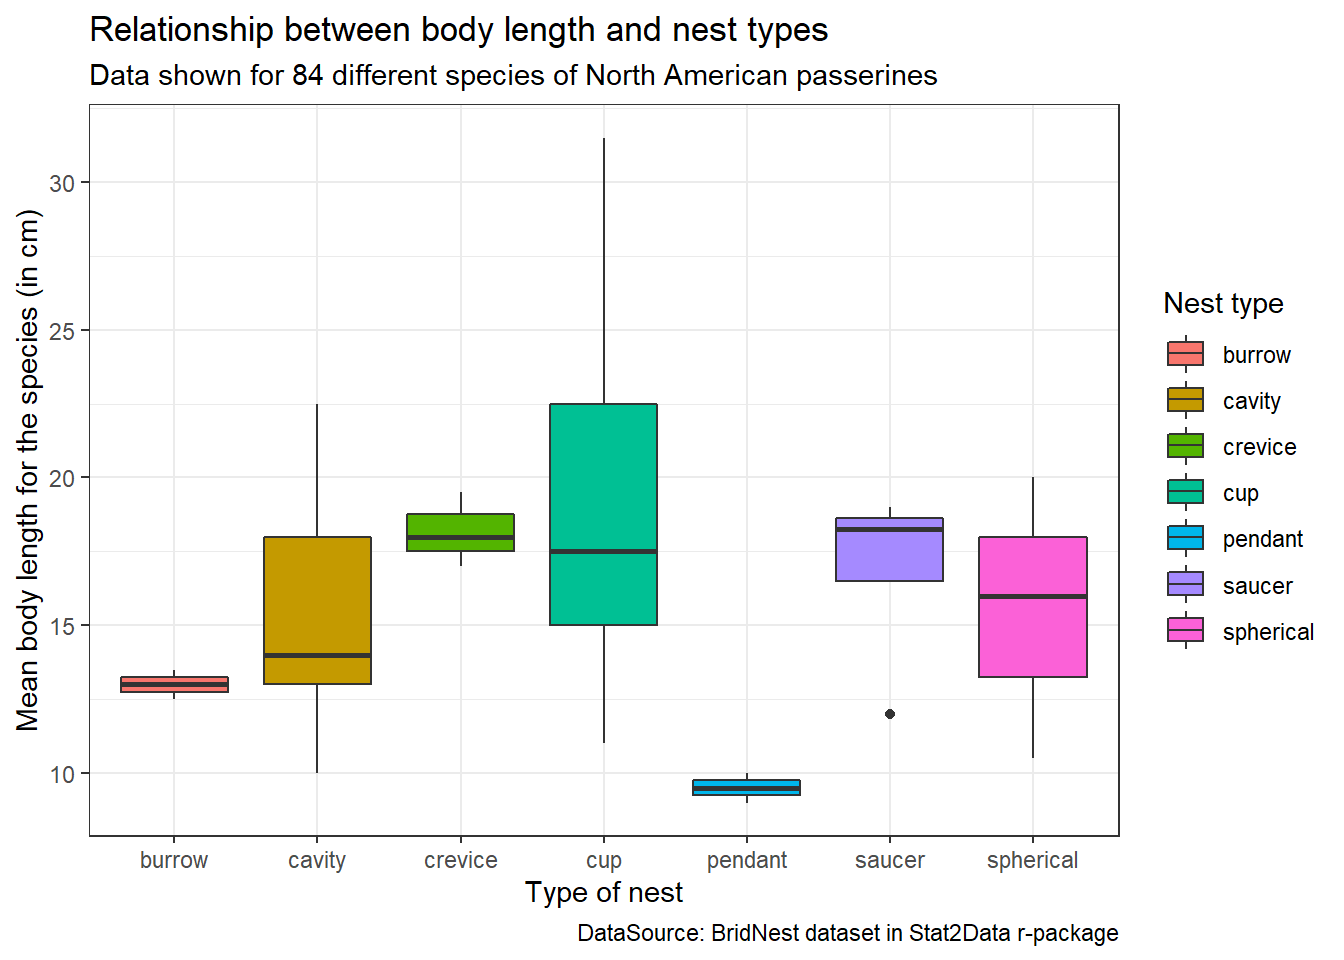 Relationship between body length and nest types
Data shown for 84 different species of North American passerines
Mean body length for the species (in cm)
30
25
20
15
10
burrow
cavity
crevice
cup
pendant
saucer
spherical
Type of nest
DataSource: BridNest dataset in Stat2Data r-package
Nest type
burrow
cavity
crevice
cup
pendant
saucer
spherical